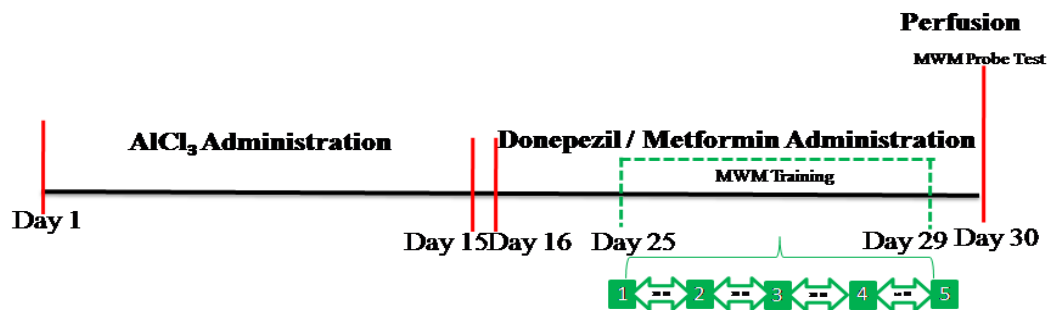 Perfusion
MWM Probe Test
AlCl₃ Administration
Donepezil / Metformin Administration
MWM Training
Day 1
Day 15
Day 16
Day 25
Day 29
Day 30
1 2 3 4 5